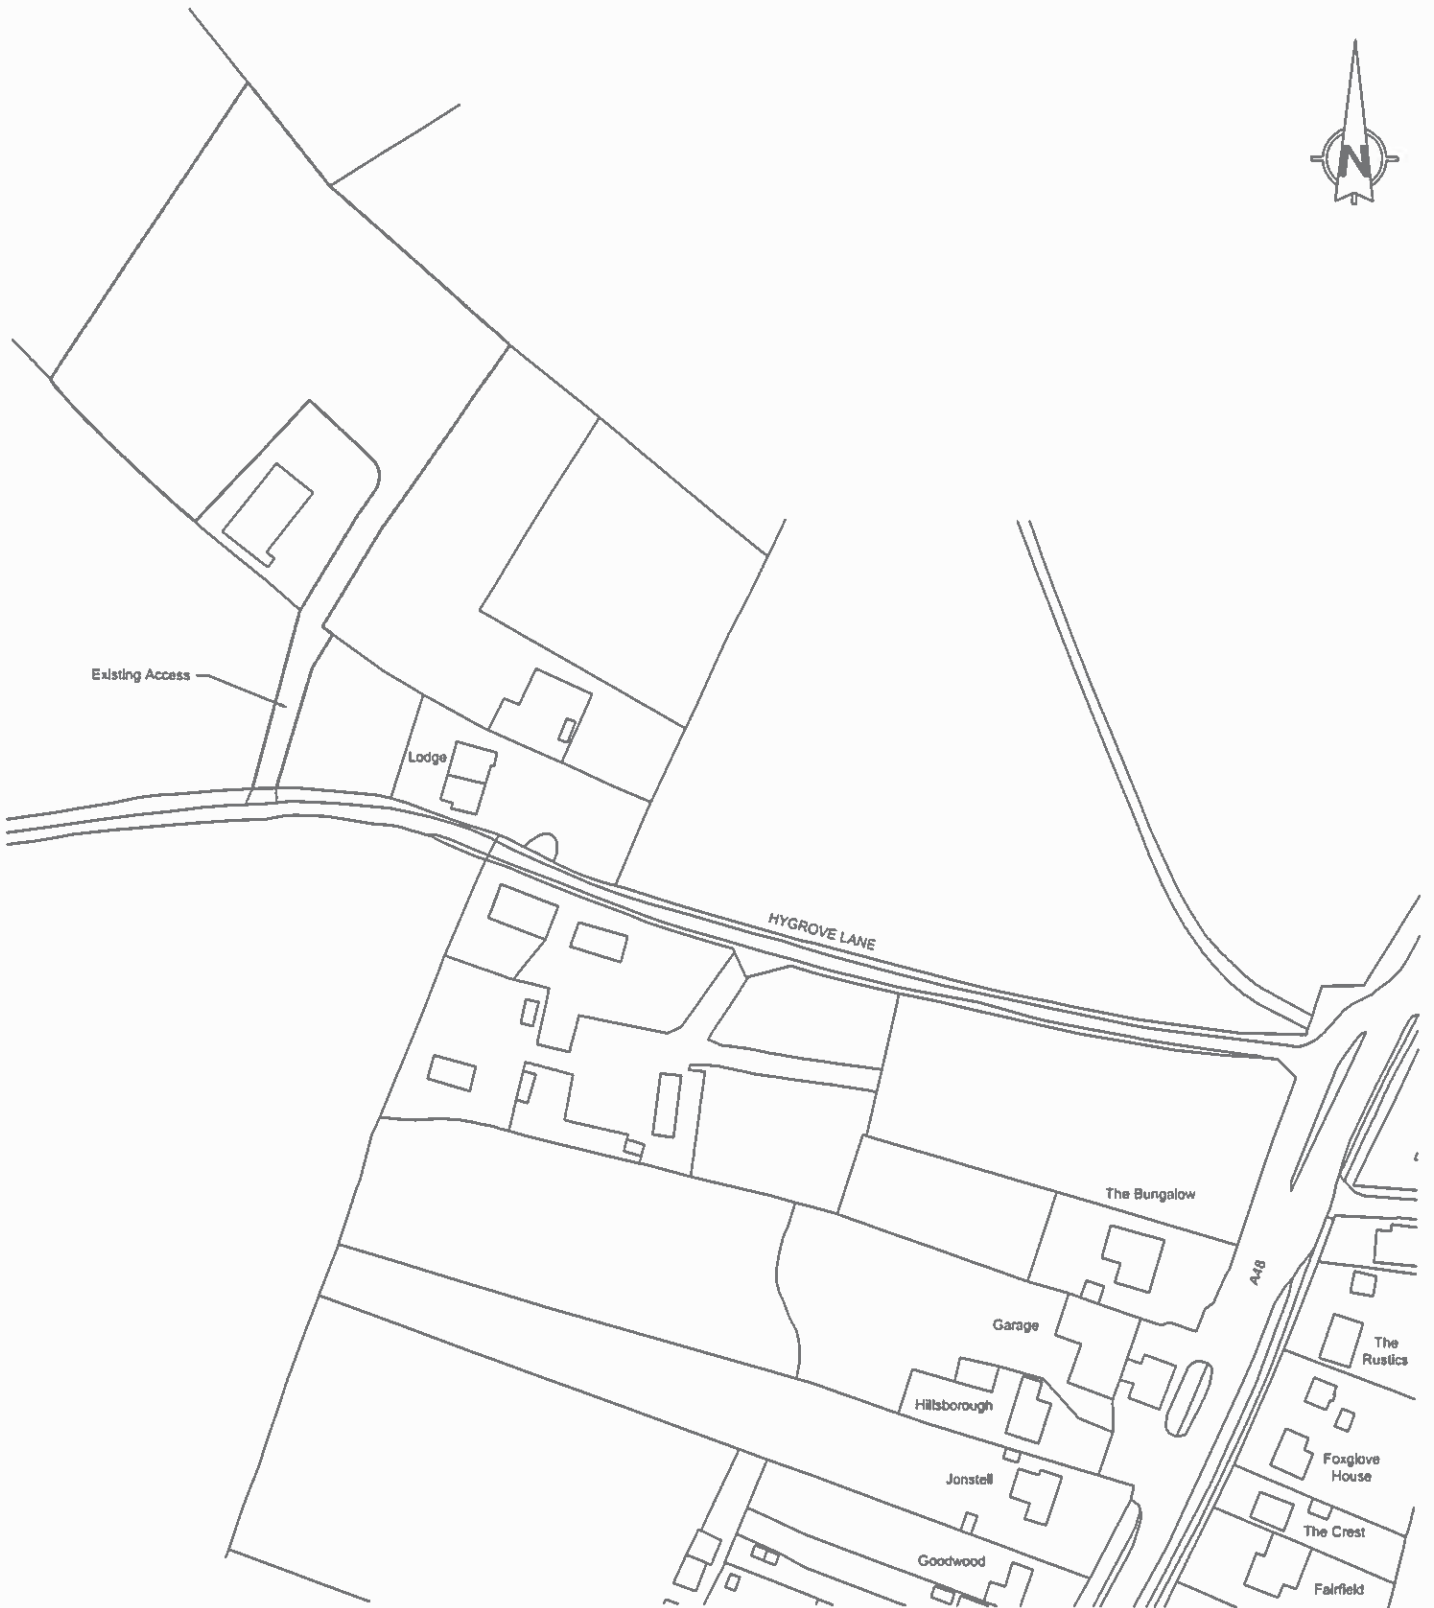 N
Existing Access
Lodge
HYGROVE LANE
The Bungalow
A48
Garage
The
Rustics
Hillsborough
Foxglove
House
Jonstell
The Crest
Goodwood
Fairfield